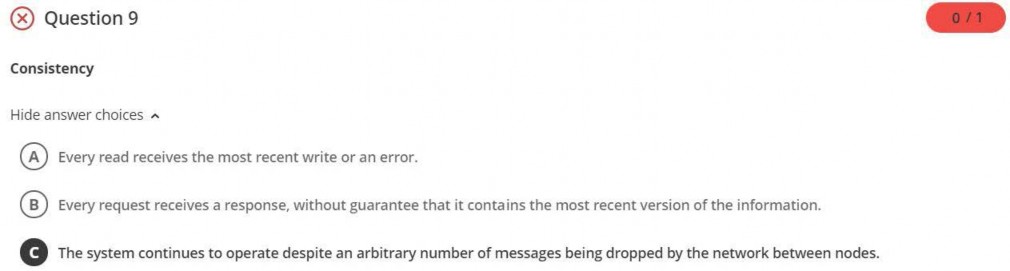 Question 9
0 / 1
Consistency
Hide answer choices
A Every read receives the most recent write or an error.
B Every request receives a response, without guarantee that it contains the most recent version of the information.
C The system continues to operate despite an arbitrary number of messages being dropped by the network between nodes.